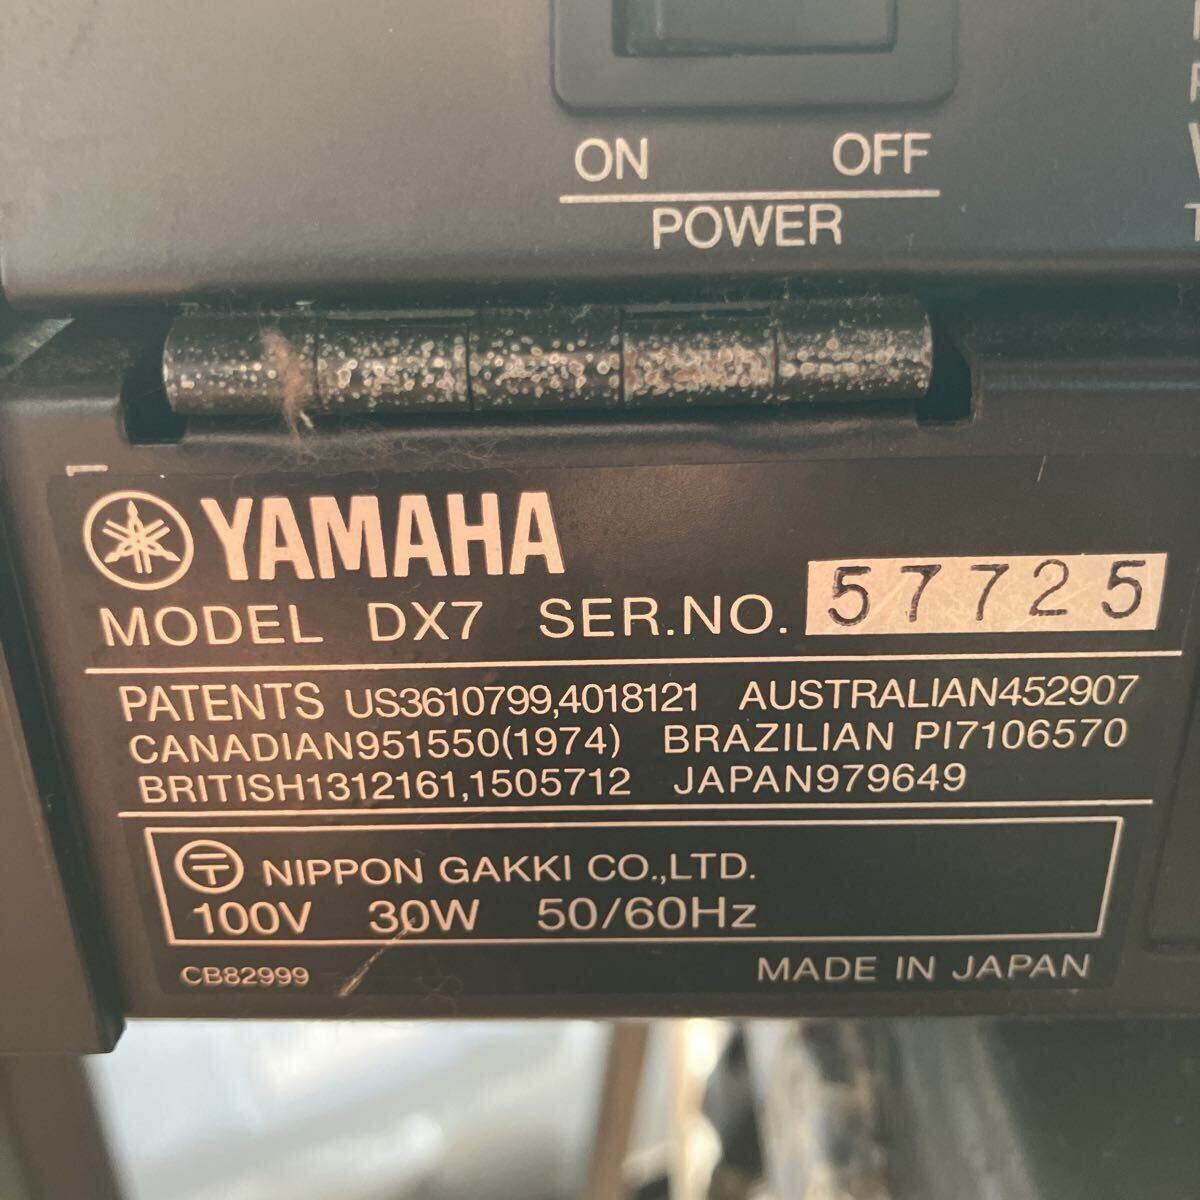 ON OFF
POWER
YAMAHA
MODEL DX7 SER.NO. 57725
PATENTS US3610799,4018121 AUSTRALIAN452907
CANADIAN951550(1974) BRAZILIAN PI7106570
BRITISH1312161,1505712 JAPAN979649
NIPPON GAKKI CO.,LTD.
100V 30W 50/60Hz
CB82999 MADE IN JAPAN